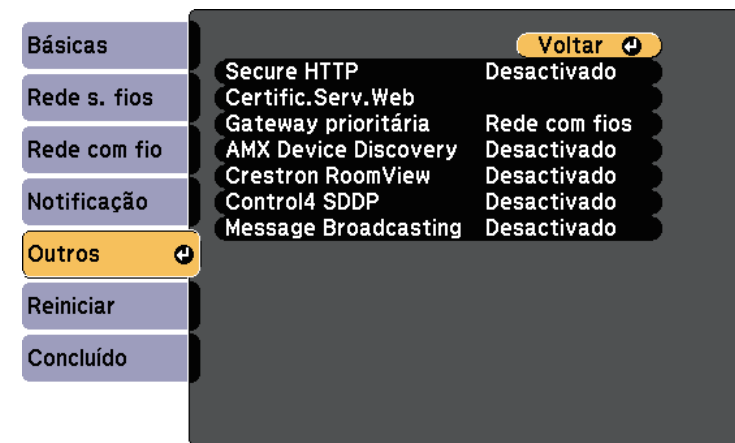 Básicas
Rede s. fios
Rede com fio
Notificação
Outros
Reiniciar
Concluído
Voltar
Secure HTTP Desactivado
Certific.Serv.Web
Gateway prioritária Rede com fios
AMX Device Discovery Desactivado
Crestron RoomView Desactivado
Control4 SDDP Desactivado
Message Broadcasting Desactivado